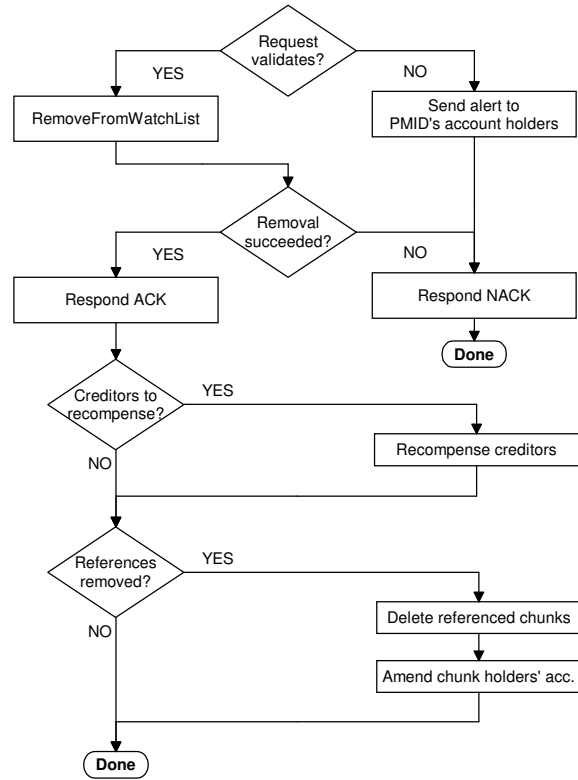 Request
validates?
YES
NO
RemoveFromWatchList
Send alert to
PMID's account holders
Removal
succeeded?
YES
NO
Respond ACK
Respond NACK
Done
Creditors to
recompense?
YES
NO
Recompense creditors
References
removed?
YES
NO
Delete referenced chunks
Amend chunk holders' acc.
Done